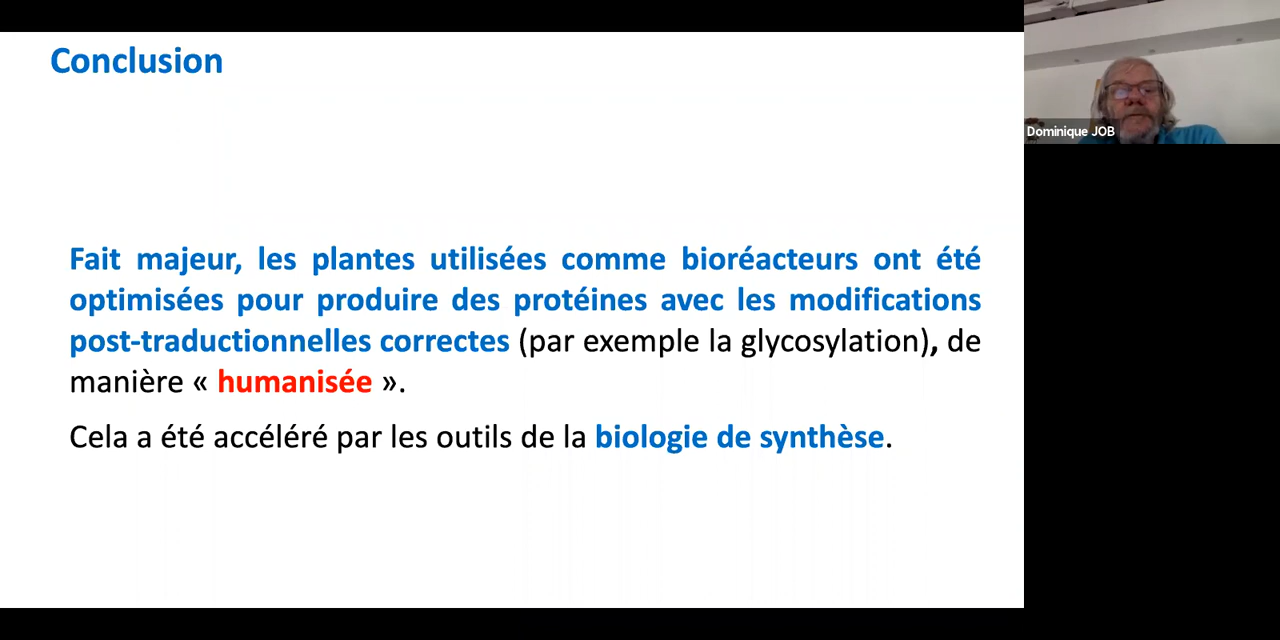 Conclusion
Fait majeur, les plantes utilisées comme bioréacteurs ont été
optimisées pour produire des protéines avec les modifications
post-traductionnelles correctes (par exemple la glycosylation), de
manière « humanisée ».
Cela a été accéléré par les outils de la biologie de synthèse.
Dominique JOB